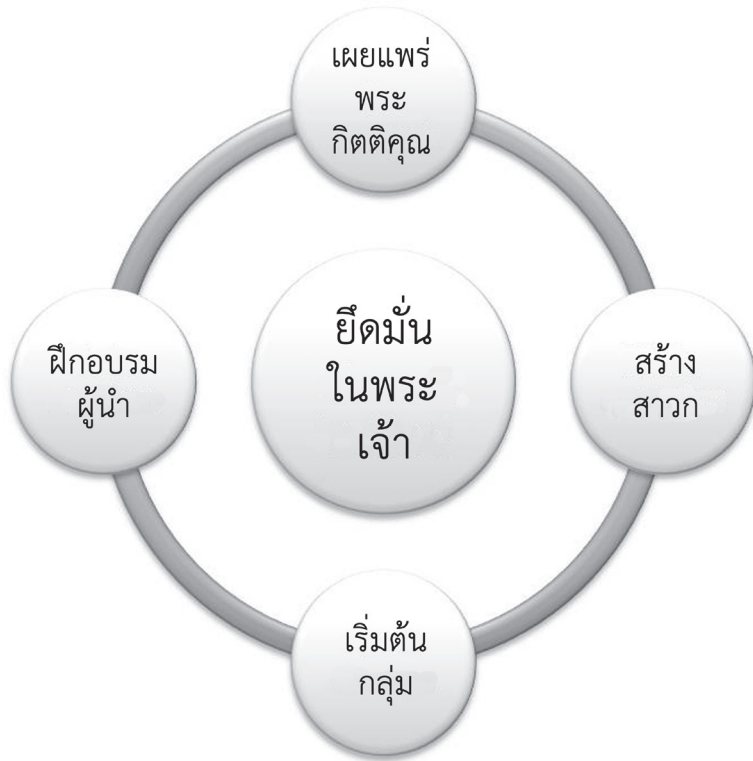 เผยแพร่
พระ
กิตติคุณ
ยึดมั่น
ในพระ
เจ้า
ฝึกอบรม
ผู้นำ
สร้าง
สาวก
เริ่มต้น
กลุ่ม